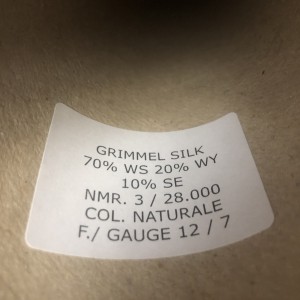 GRIMMEL SILK
70% WS 20% WY
10% SE
NMR. 3 / 28.000
COL. NATURALE
F./ GAUGE 12 / 7